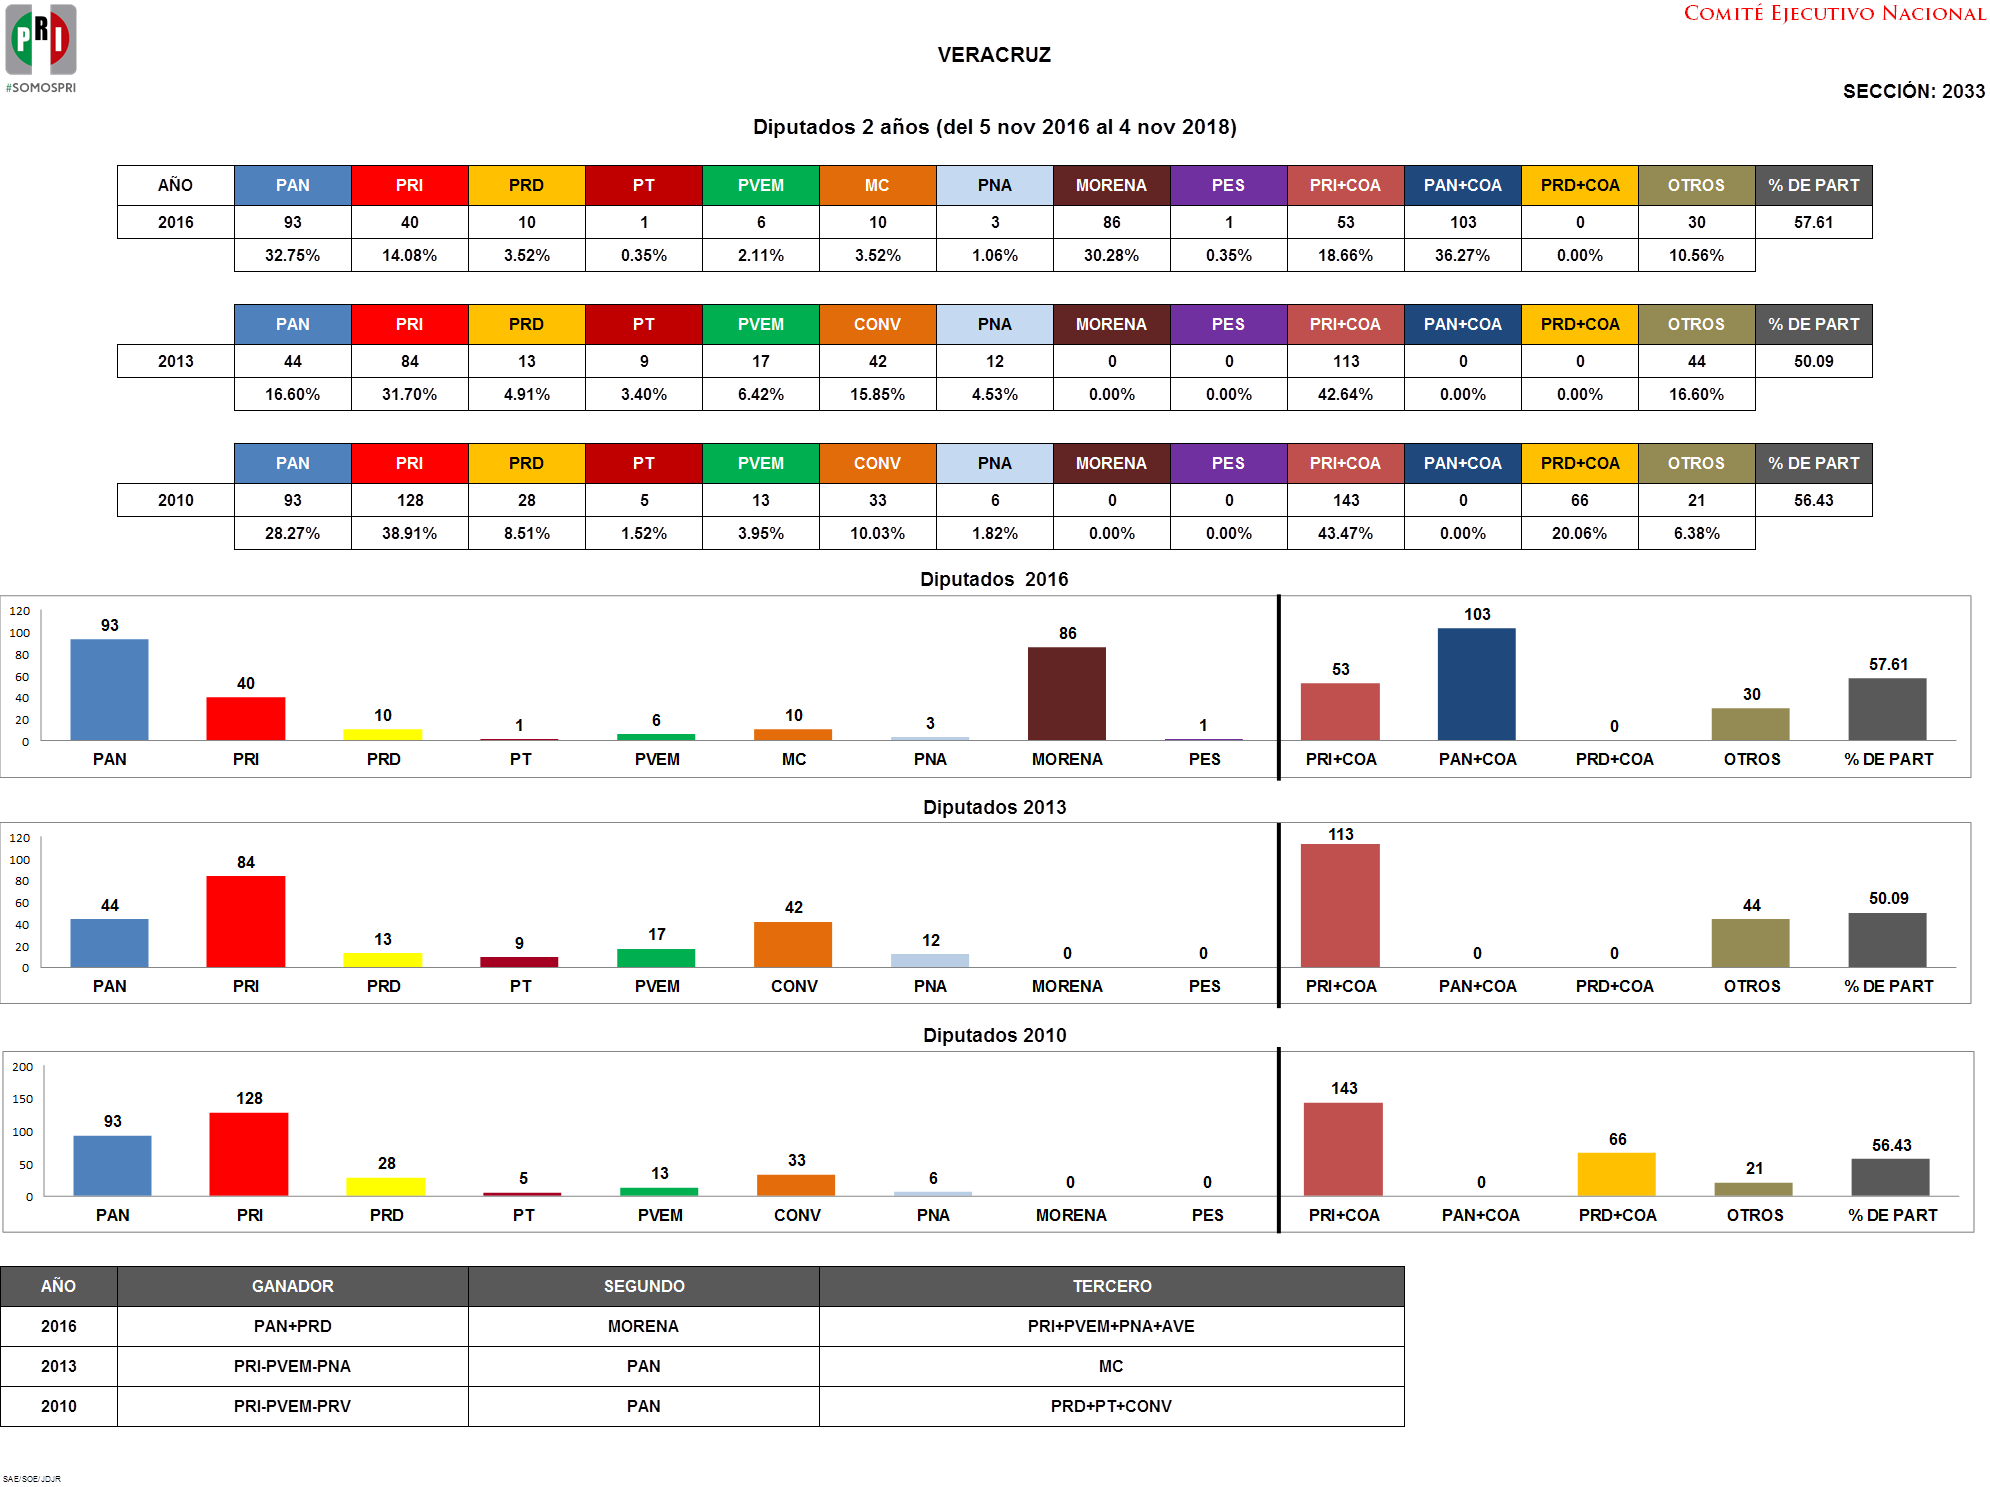 PRI
#SOMOSPRI
COMITÉ EJECUTIVO NACIONAL
VERACRUZ
SECCIÓN: 2033
Diputados 2 años (del 5 nov 2016 al 4 nov 2018)
AÑO PAN PRI PRD PT PVEM MC PNA MORENA PES PRI+COA PAN+COA PRD+COA OTROS % DE PART
2016 93 40 10 1 6 10 3 86 1 53 103 0 30 57.61
32.75% 14.08% 3.52% 0.35% 2.11% 3.52% 1.06% 30.28% 0.35% 18.66% 36.27% 0.00% 10.56%
PAN PRI PRD PT PVEM CONV PNA MORENA PES PRI+COA PAN+COA PRD+COA OTROS % DE PART
2013 44 84 13 9 17 42 12 0 0 113 0 0 44 50.09
16.60% 31.70% 4.91% 3.40% 6.42% 15.85% 4.53% 0.00% 0.00% 42.64% 0.00% 0.00% 16.60%
PAN PRI PRD PT PVEM CONV PNA MORENA PES PRI+COA PAN+COA PRD+COA OTROS % DE PART
2010 93 128 28 5 13 33 6 0 0 143 0 66 21 56.43
28.27% 38.91% 8.51% 1.52% 3.95% 10.03% 1.82% 0.00% 0.00% 43.47% 0.00% 20.06% 6.38%
Diputados 2016
120
100
80
60
40
20
0
93 40 10 1 6 10 3 86 1 53 103 0 30 57.61
PAN PRI PRD PT PVEM MC PNA MORENA PES PRI+COA PAN+COA PRD+COA OTROS % DE PART
Diputados 2013
120
100
80
60
40
20
0
44 84 13 9 17 42 12 0 0 113 0 0 44 50.09
PAN PRI PRD PT PVEM CONV PNA MORENA PES PRI+COA PAN+COA PRD+COA OTROS % DE PART
Diputados 2010
200
150
100
50
0
93 128 28 5 13 33 6 0 0 143 0 66 21 56.43
PAN PRI PRD PT PVEM CONV PNA MORENA PES PRI+COA PAN+COA PRD+COA OTROS % DE PART
AÑO GANADOR SEGUNDO TERCERO
2016 PAN+PRD MORENA PRI+PVEM+PNA+AVE
2013 PRI-PVEM-PNA PAN MC
2010 PRI-PVEM-PRV PAN PRD+PT+CONV
SAE/SOE/JDJR